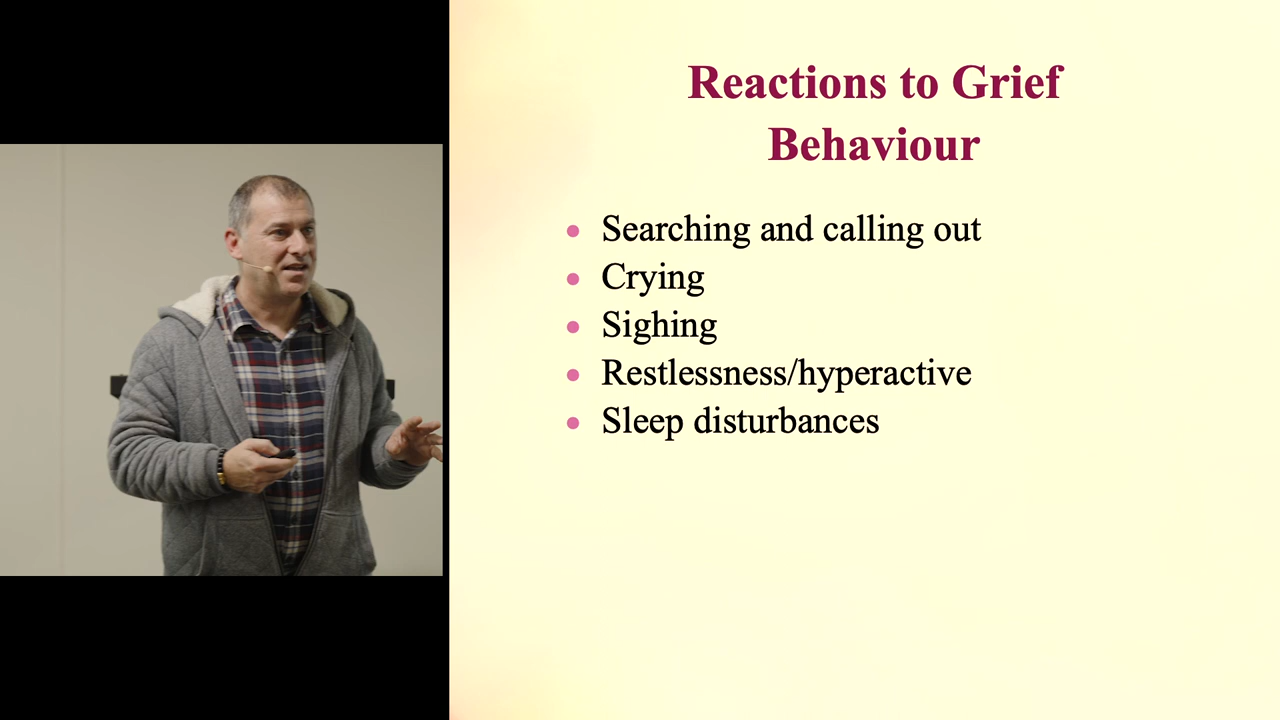 Reactions to Grief
Behaviour
• Searching and calling out
• Crying
• Sighing
• Restlessness/hyperactive
• Sleep disturbances